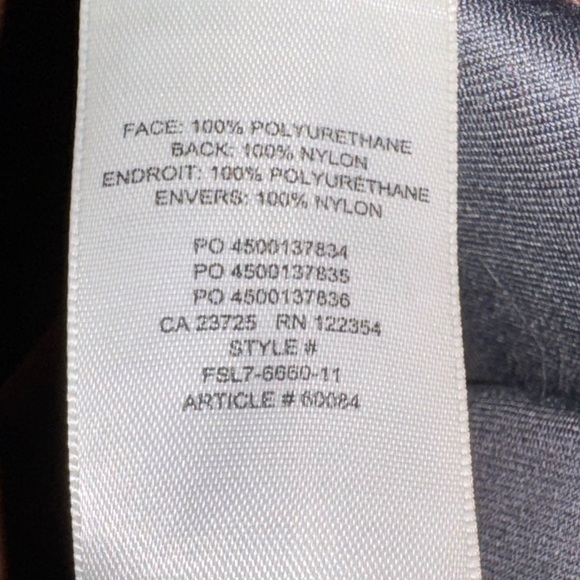 FACE: 100% POLYURETHANE
BACK: 100% NYLON
ENDROIT: 100% POLYURETHANE
ENVERS: 100% NYLON
PO 4500137834
PO 4500137835
PO 4500137836
CA 23725 RN 122354
STYLE #
FSL7-6660-11
ARTICLE # 60084